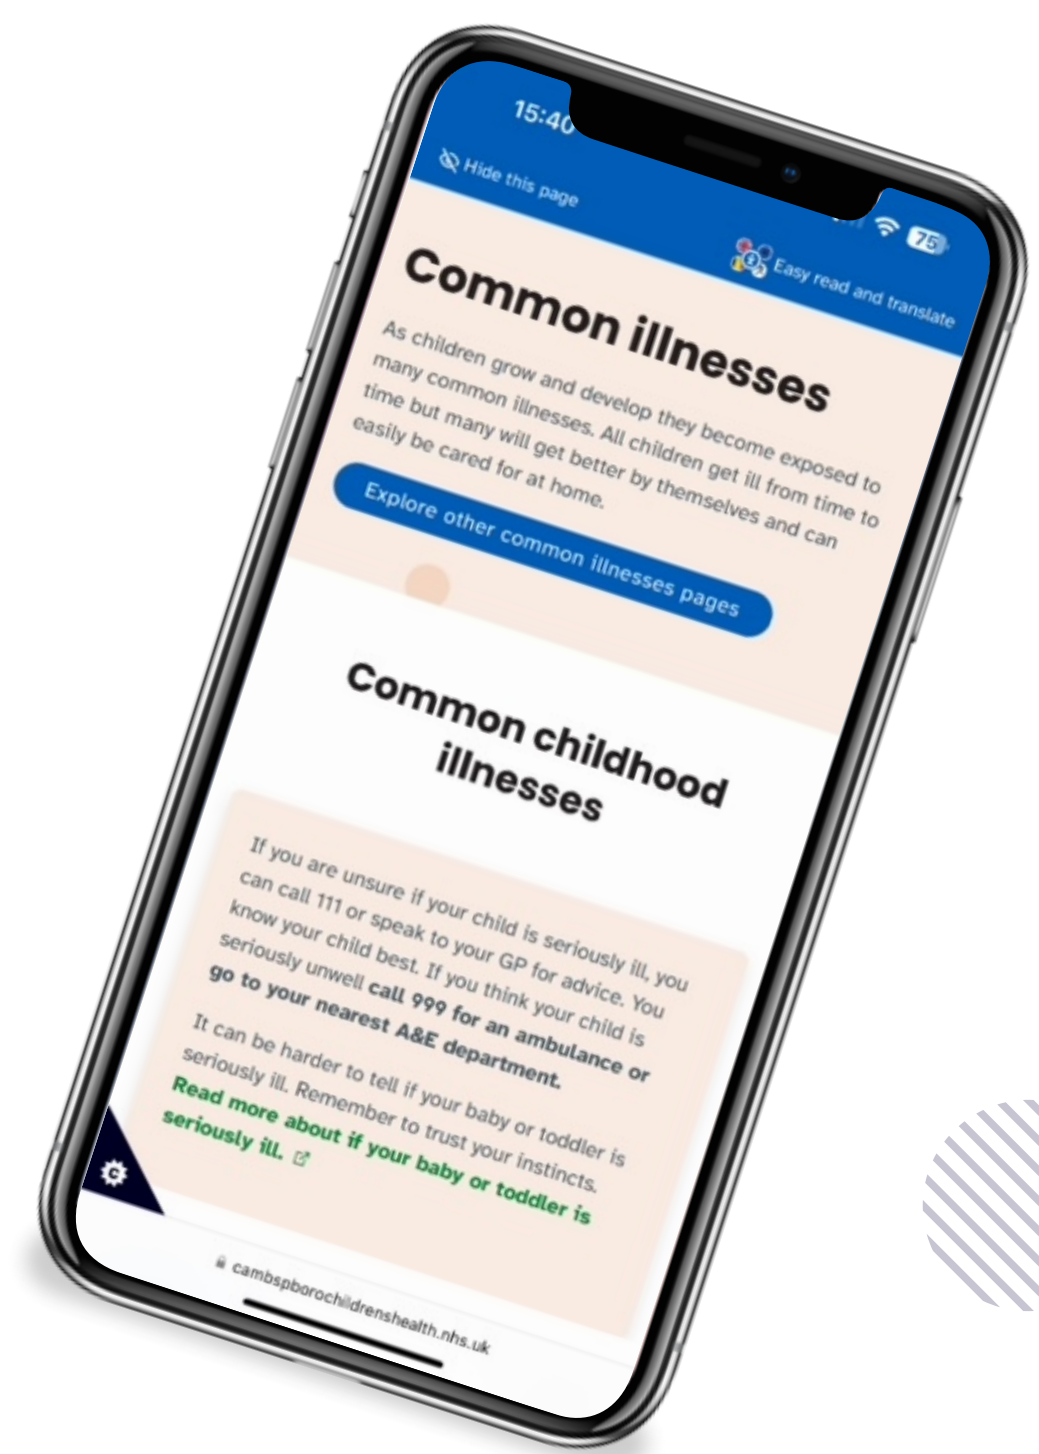 15:40
75
Hide this page
Easy read and translate
Common illnesses
As children grow and develop they become exposed to
many common illnesses. All children get ill from time to
time but many will get better by themselves and can
easily be cared for at home.
Explore other common illnesses pages
Common childhood
illnesses
If you are unsure if your child is seriously ill, you
can call 111 or speak to your GP for advice. You
know your child best. If you think your child is
seriously unwell call 999 for an ambulance or
go to your nearest A&E department.
It can be harder to tell if your baby or toddler is
seriously ill. Remember to trust your instincts.
Read more about if your baby or toddler is
seriously ill.
C
cambspborochildrenshealth.nhs.uk